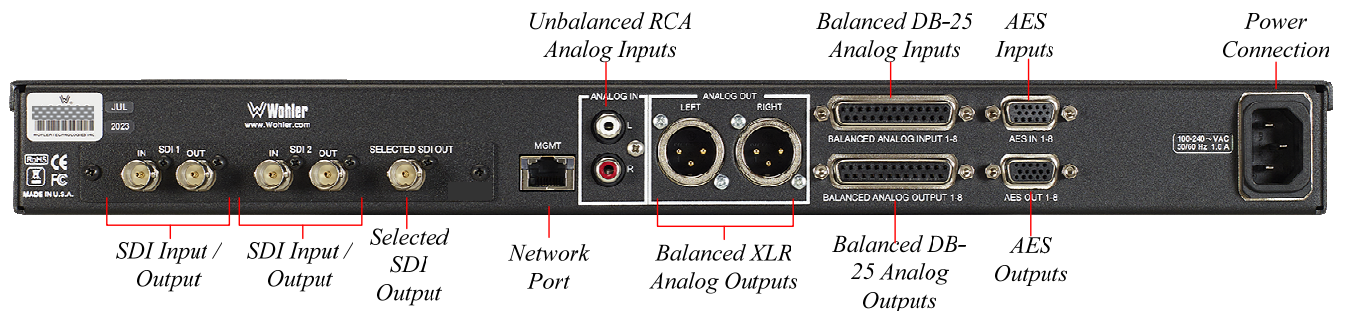 Unbalanced RCA
Analog Inputs
Balanced DB-25
Analog Inputs
AES
Inputs
Power
Connection
JUL
2023
Wohler
www.Wohler.com
ANALOG IN
ANALOG OUT
LEFT
RIGHT
L
R
BALANCED ANALOG INPUT 1-8
AES IN 1-8
100-240~VAC
50/60 Hz 1.0 A
SDI 1
IN
OUT
SDI 2
IN
OUT
SELECTED SDI OUT
MGMT
RoHS
CE
FC
MADE IN U.S.A.
BALANCED ANALOG OUTPUT 1-8
AES OUT 1-8
SDI Input /
Output
SDI Input /
Output
Selected
SDI
Output
Network
Port
Balanced XLR
Analog Outputs
Balanced DB-
25 Analog
Outputs
AES
Outputs